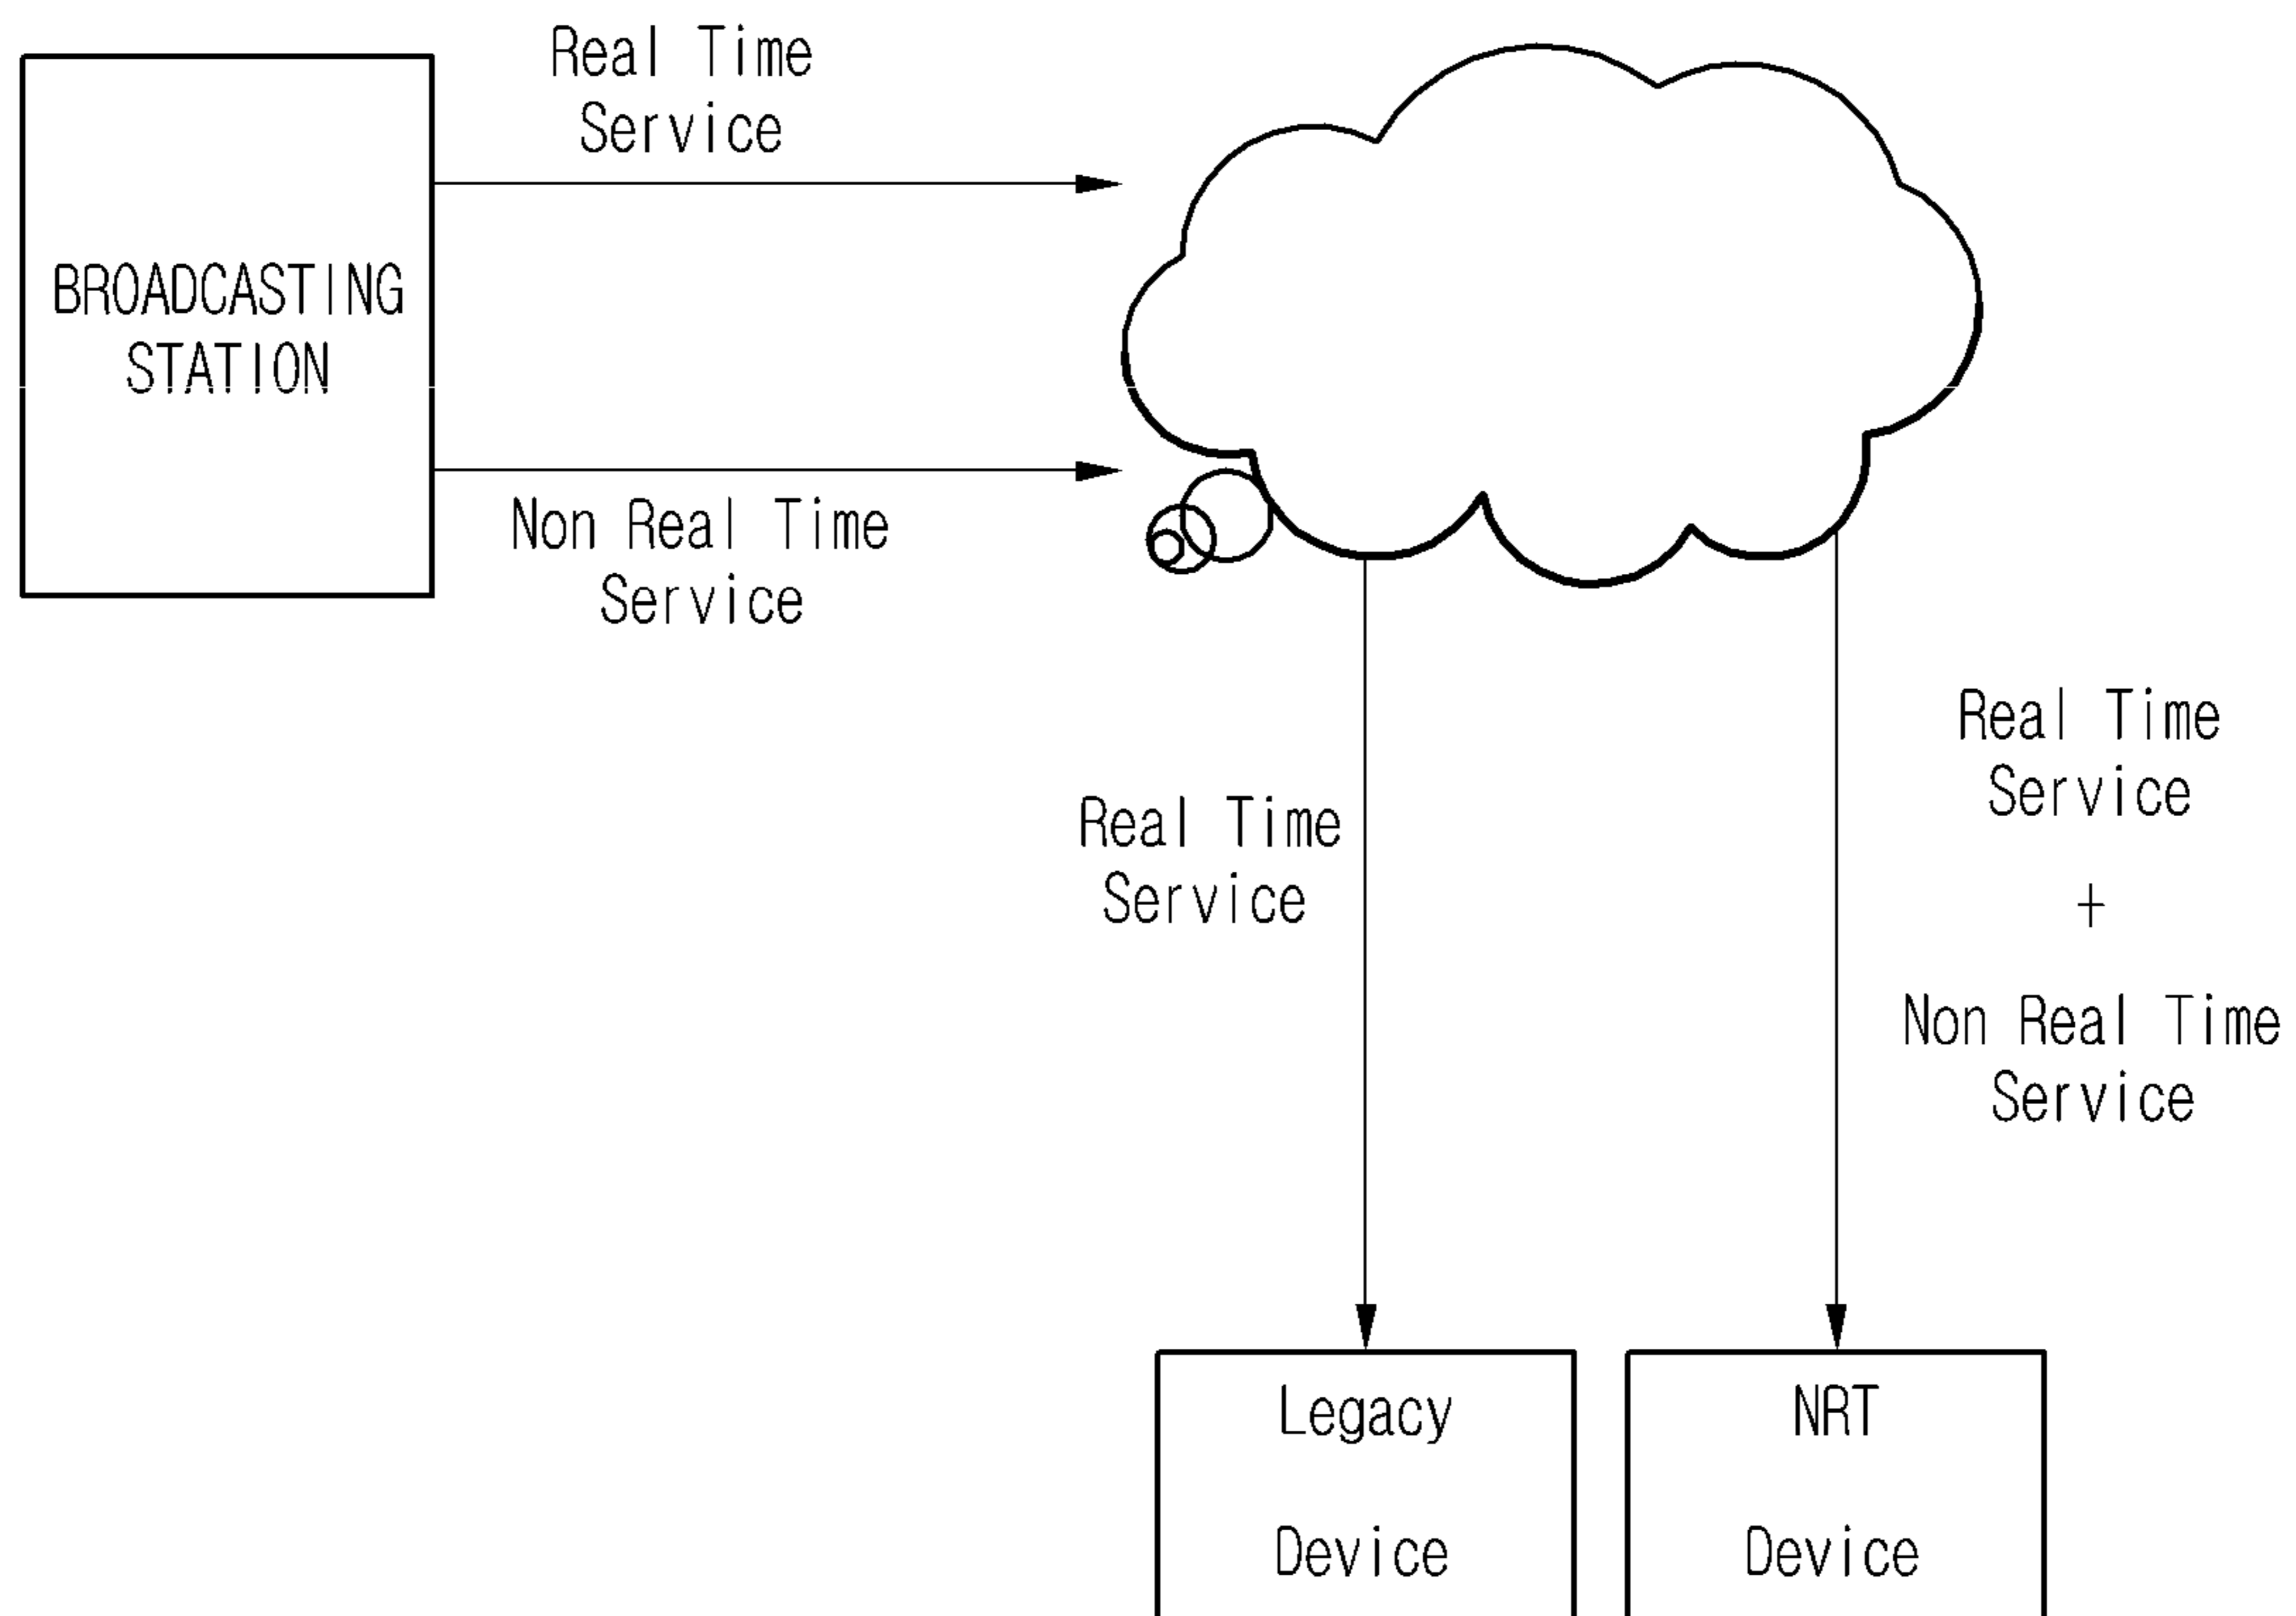 Real Time
Service
BROADCASTING
STATION
Non Real Time
Service
Real Time
Service
Real Time
Service
+
Non Real Time
Service
Legacy
Device
NRT
Device